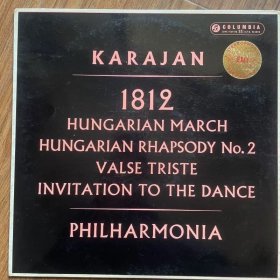 COLUMBIA
KARAJAN
1812
HUNGARIAN MARCH
HUNGARIAN RHAPSODY No. 2
VALSE TRISTE
INVITATION TO THE DANCE
PHILHARMONIA